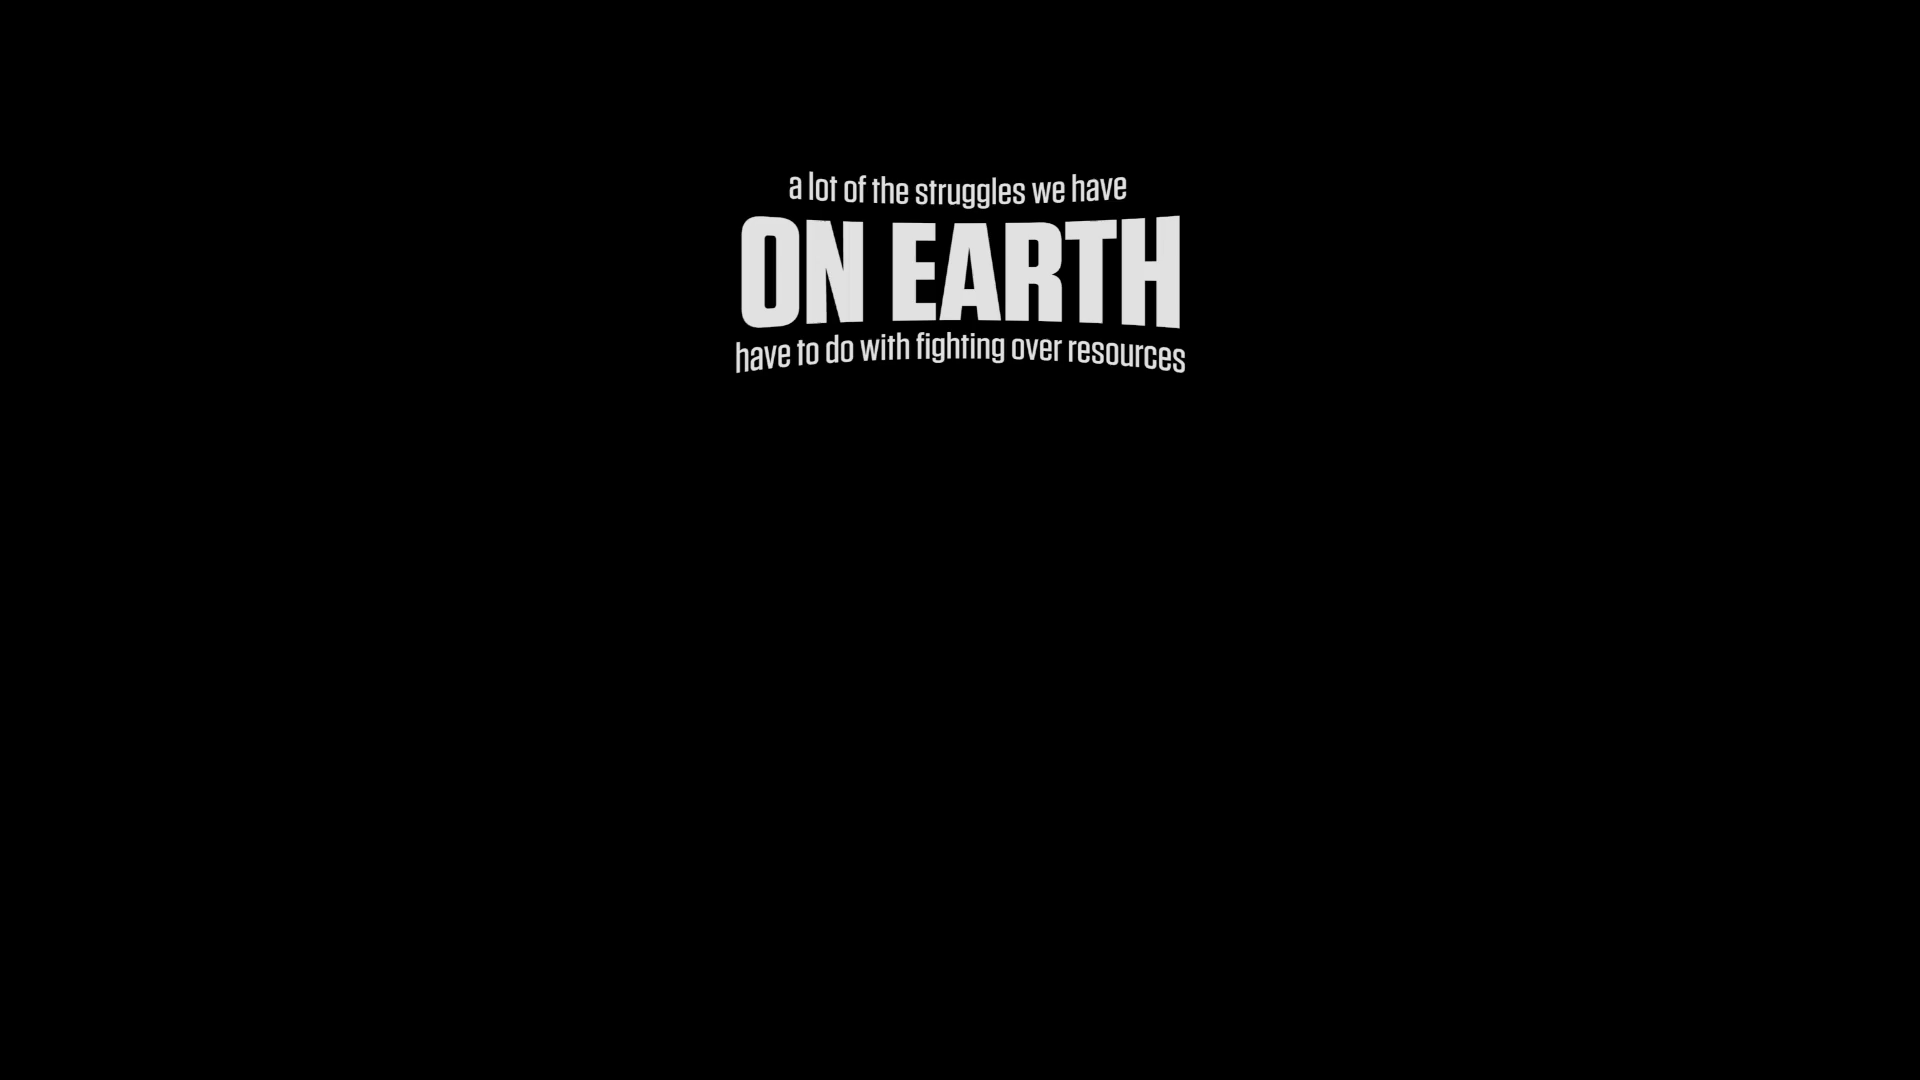 a lot of the struggles we have
ON EARTH
have to do with fighting over resources